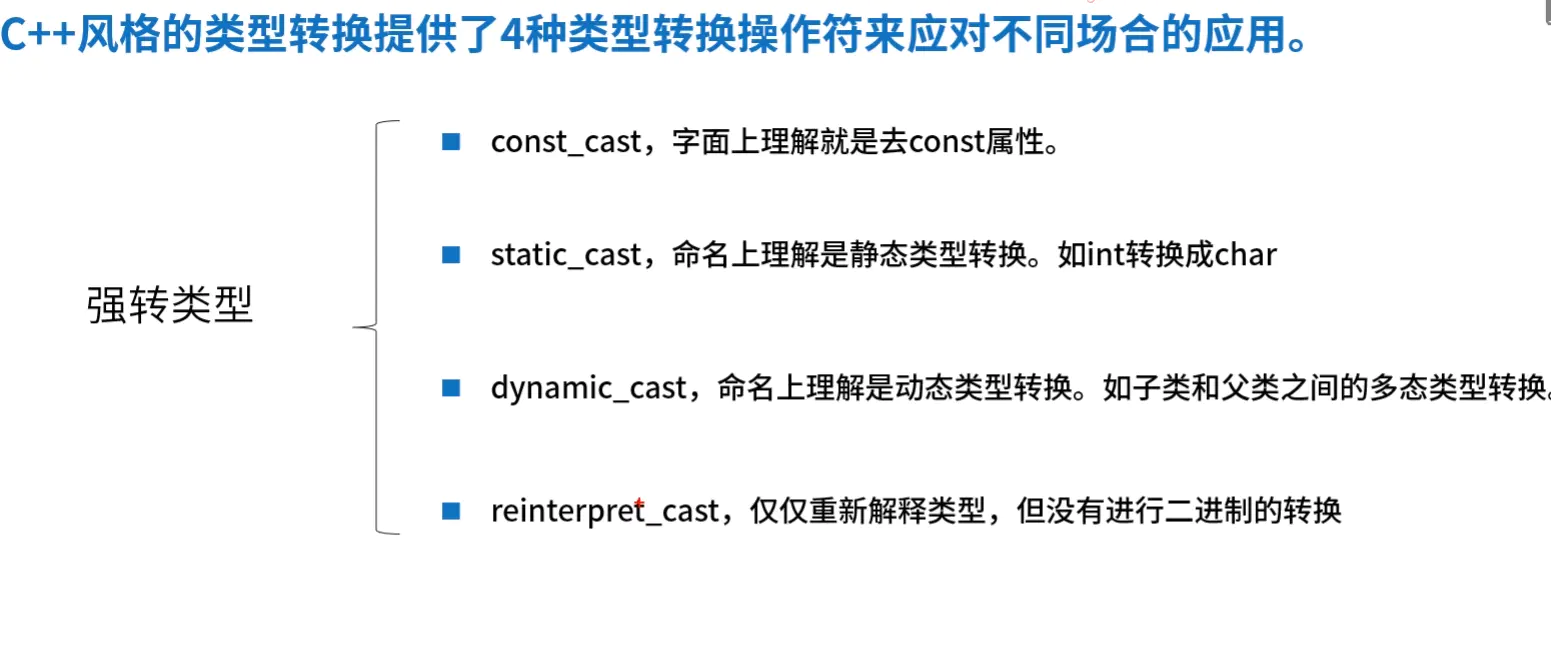 C++风格的类型转换提供了4种类型转换操作符来应对不同场合的应用。
强转类型
const_cast，字面上理解就是去const属性。
static_cast，命名上理解是静态类型转换。如int转换成char
dynamic_cast，命名上理解是动态类型转换。如子类和父类之间的多态类型转换。
reinterpret_cast，仅仅重新解释类型，但没有进行二进制的转换